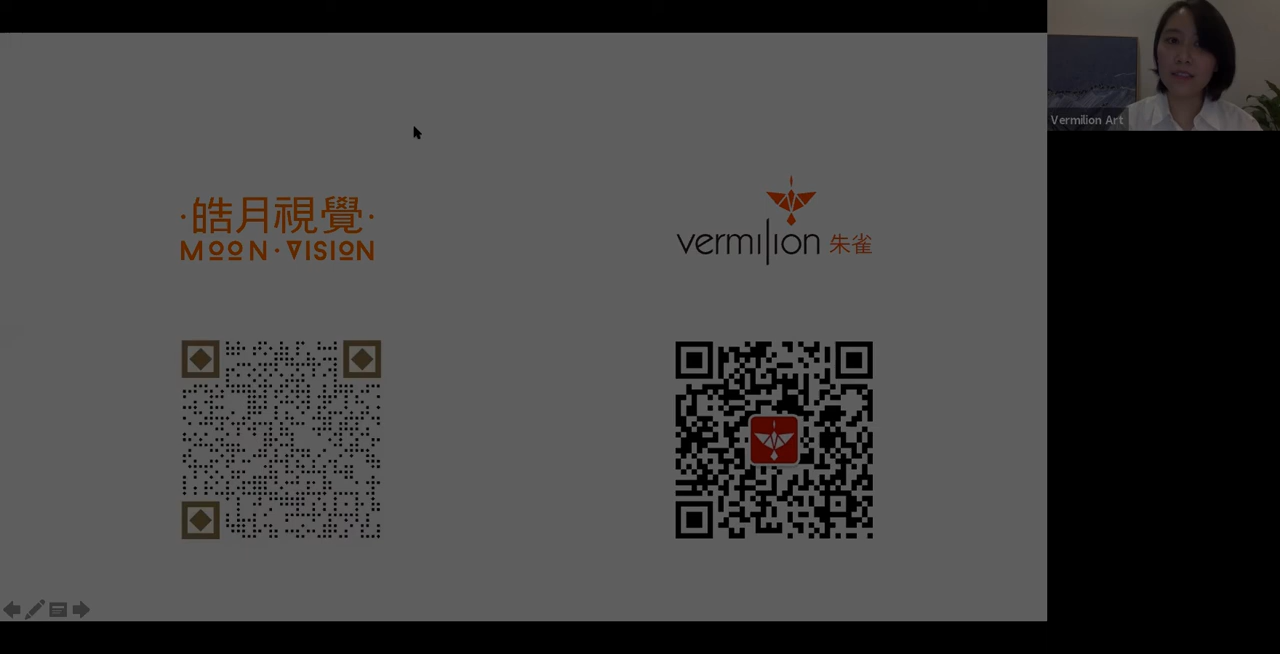 ·皓月視覺·
MOON·VISION
vermilion 朱雀
Vermilion Art